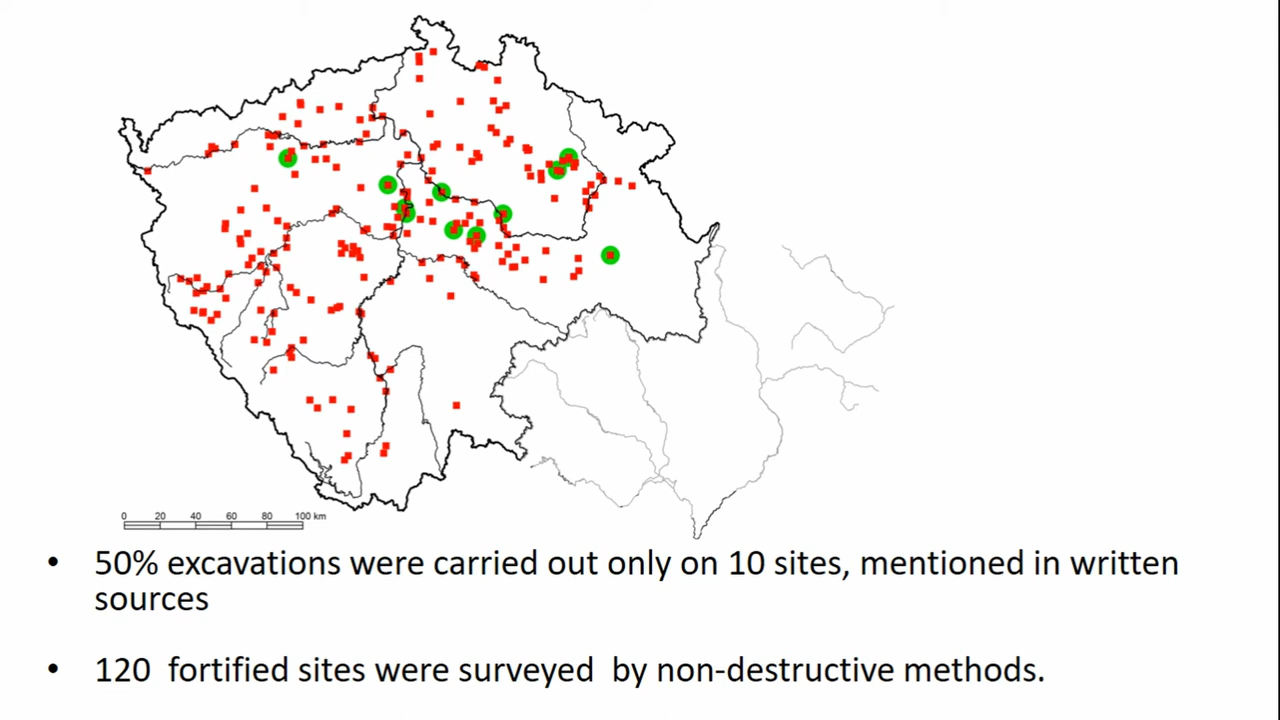 0 20 40 60 80 100 km
• 50% excavations were carried out only on 10 sites, mentioned in written
sources
• 120 fortified sites were surveyed by non-destructive methods.